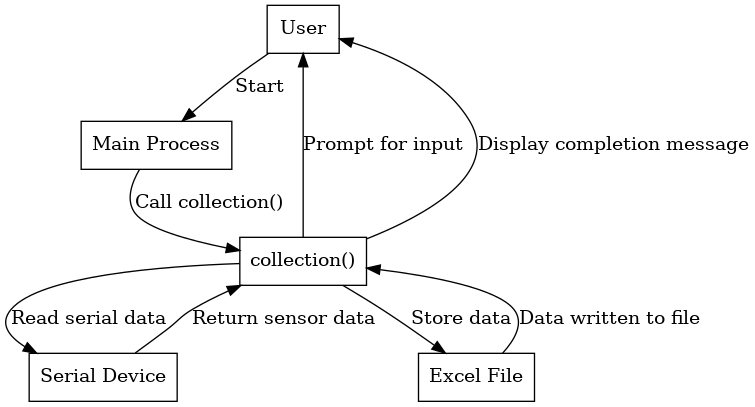 User
Start
Main Process
Prompt for input
Display completion message
Call collection()
collection()
Read serial data
Return sensor data
Store data
Data written to file
Serial Device
Excel File